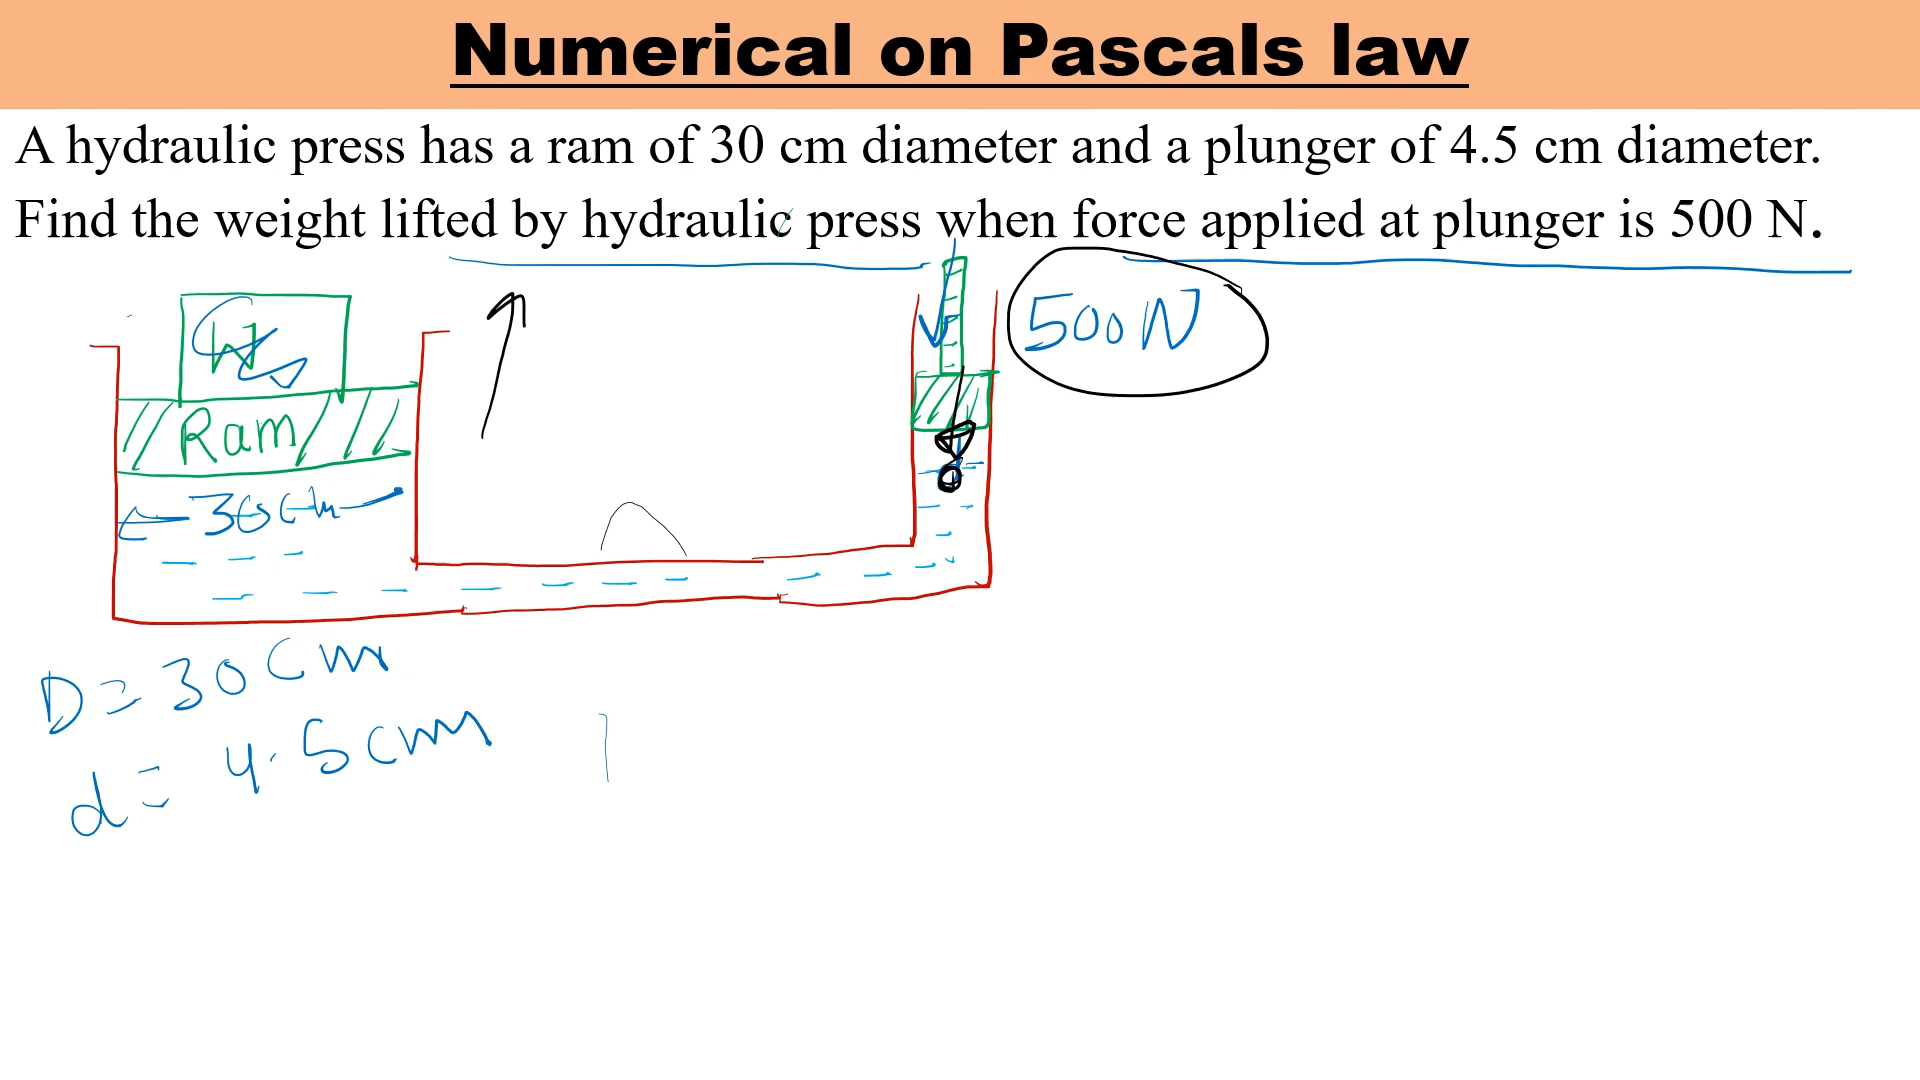 Numerical on Pascals law
A hydraulic press has a ram of 30 cm diameter and a plunger of 4.5 cm diameter.
Find the weight lifted by hydraulic press when force applied at plunger is 500 N.
500 N
W
Ram
30 cm
D = 30 cm
d = 4.5 cm